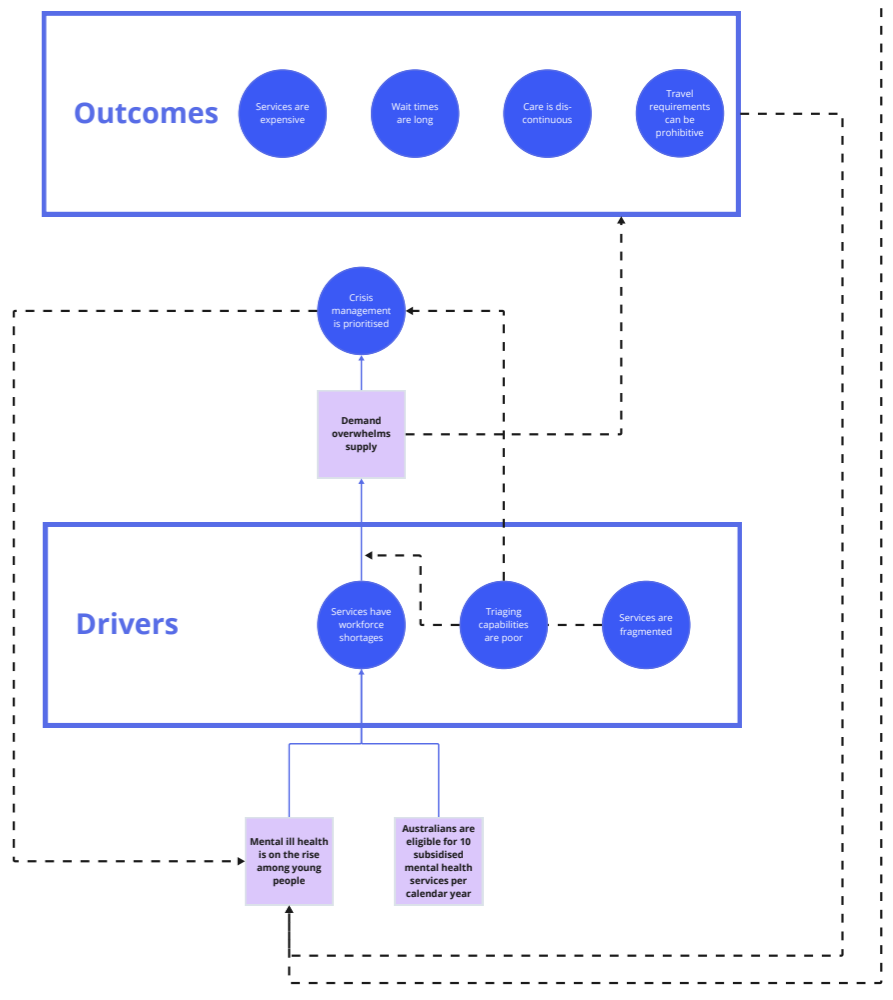 Outcomes
Services are
expensive
Wait times
are long
Care is dis-
continuous
Travel
requirements
can be
prohibitive
Crisis
management
is prioritised
Demand
overwhelms
supply
Drivers
Services have
workforce
shortages
Triaging
capabilities
are poor
Services are
fragmented
Mental ill health
is on the rise
among young
people
Australians are
eligible for 10
subsidised
mental health
services per
calendar year